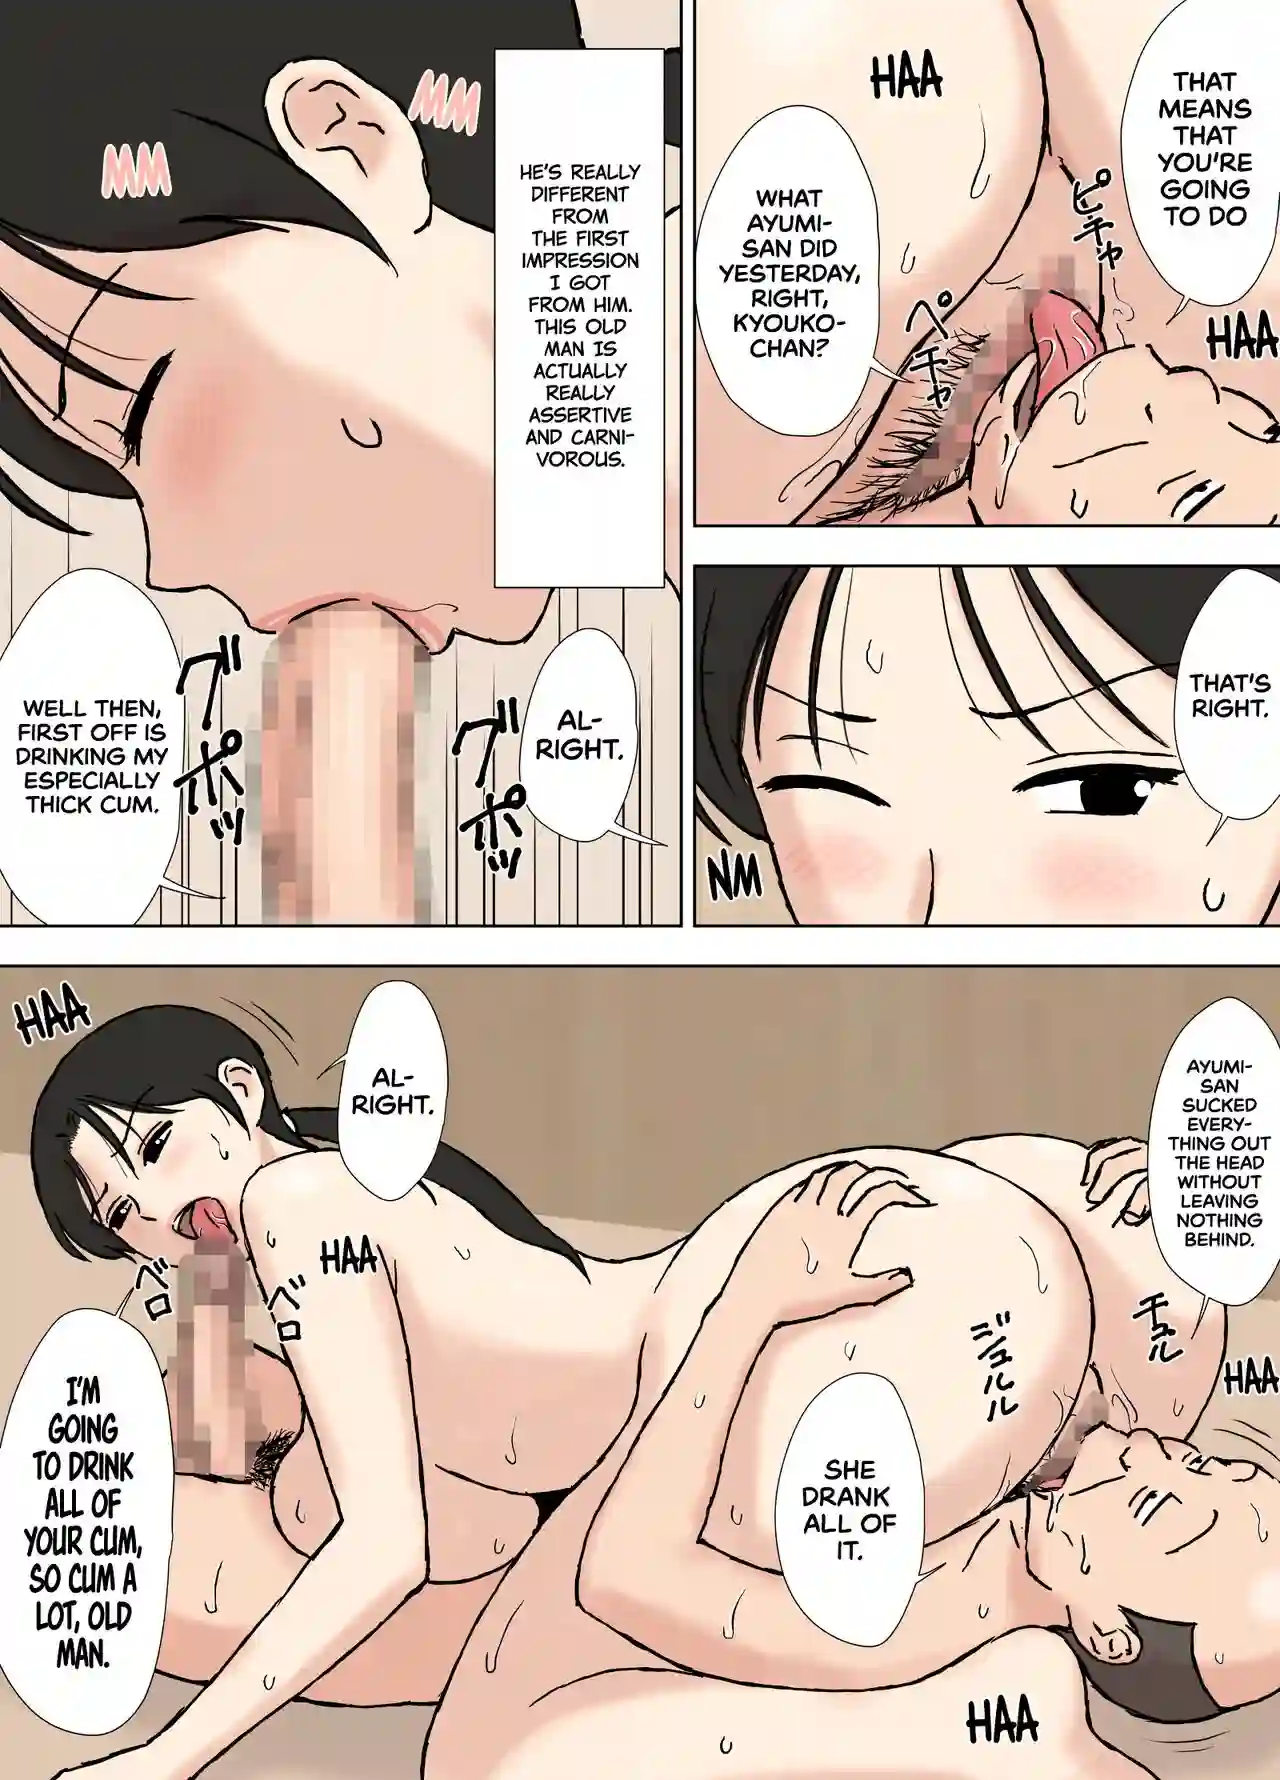 THAT
MEANS
THAT
YOU'RE
GOING
TO DO
HAA
WHAT
AYUMI-
SAN DID
YESTERDAY,
RIGHT,
KYOUKO-
CHAN?
ピチャ
ペチャ
HAA
THAT'S
RIGHT.
NM
MM
MM
HE'S REALLY
DIFFERENT
FROM
THE FIRST
IMPRESSION
I GOT
FROM HIM.
THIS OLD
MAN IS
ACTUALLY
REALLY
ASSERTIVE
AND CARNI-
VOROUS.
AL-
RIGHT.
WELL THEN,
FIRST OFF IS
DRINKING MY
ESPECIALLY
THICK CUM.
グポッ
グポッ
AYUMI-
SAN
SUCKED
EVERY-
THING OUT
THE HEAD
WITHOUT
LEAVING
NOTHING
BEHIND.
チュル
HAA
ジュルル
SHE
DRANK
ALL OF
IT.
HAA
AL-
RIGHT.
HAA
HAA
ベロ
ベロ
I'M
GOING
TO DRINK
ALL OF
YOUR CUM,
SO CUM A
LOT, OLD
MAN.